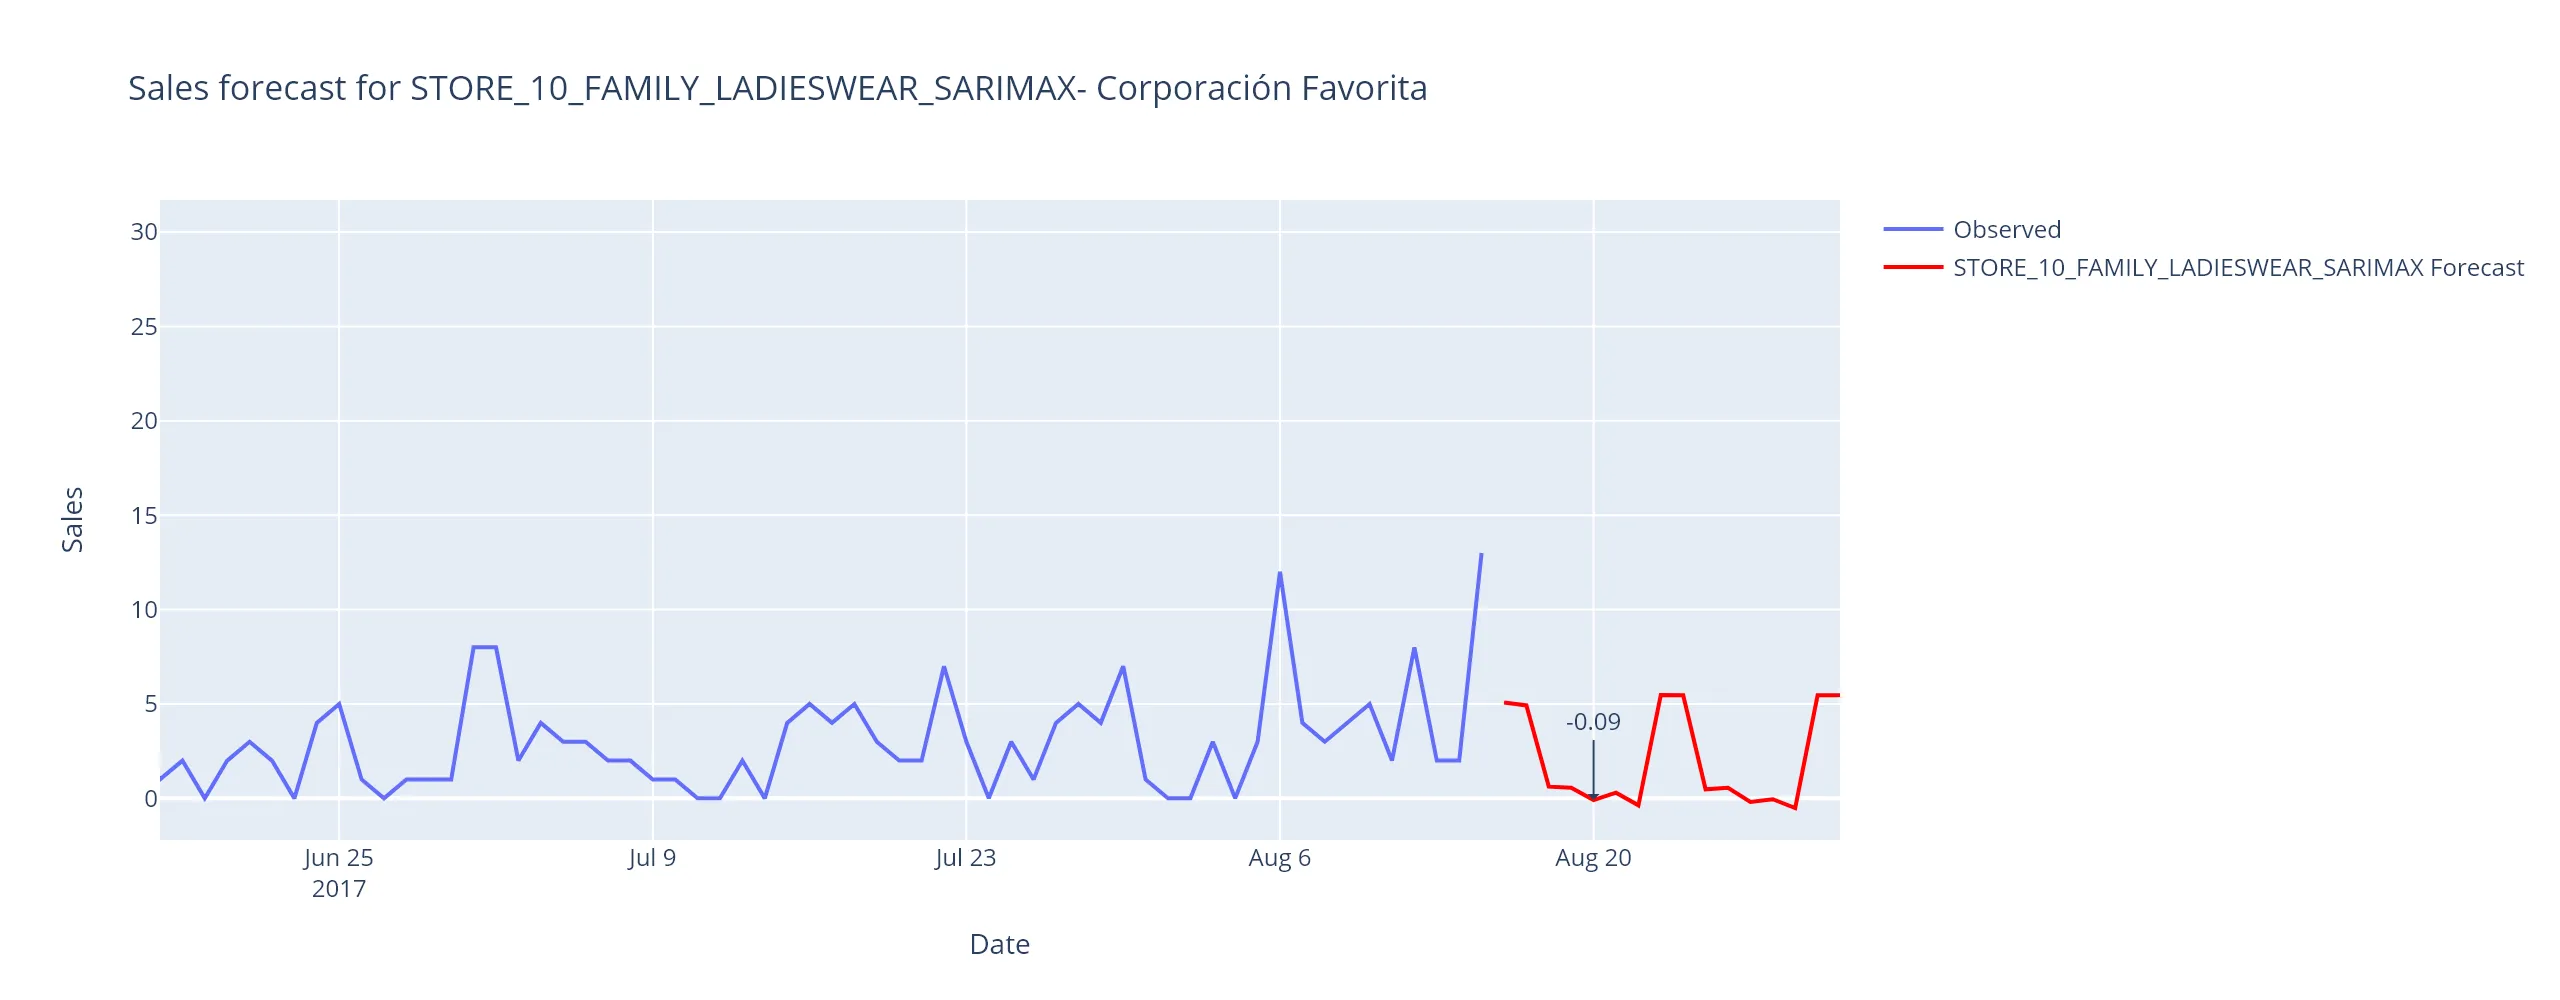 Sales forecast for STORE_10_FAMILY_LADIESWEAR_SARIMAX- Corporación Favorita
Observed
STORE_10_FAMILY_LADIESWEAR_SARIMAX Forecast
30
25
20
15
10
5
0
Sales
-0.09
Jun 25
2017
Jul 9
Jul 23
Aug 6
Aug 20
Date